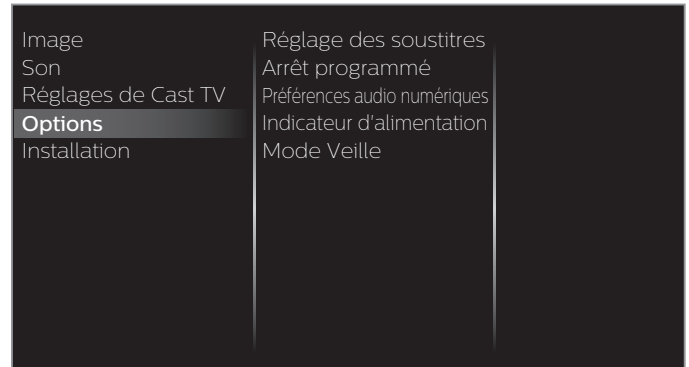 Image
Son
Réglages de Cast TV
Options
Installation
Réglage des soustitres
Arrêt programmé
Préférences audio numériques
Indicateur d'alimentation
Mode Veille